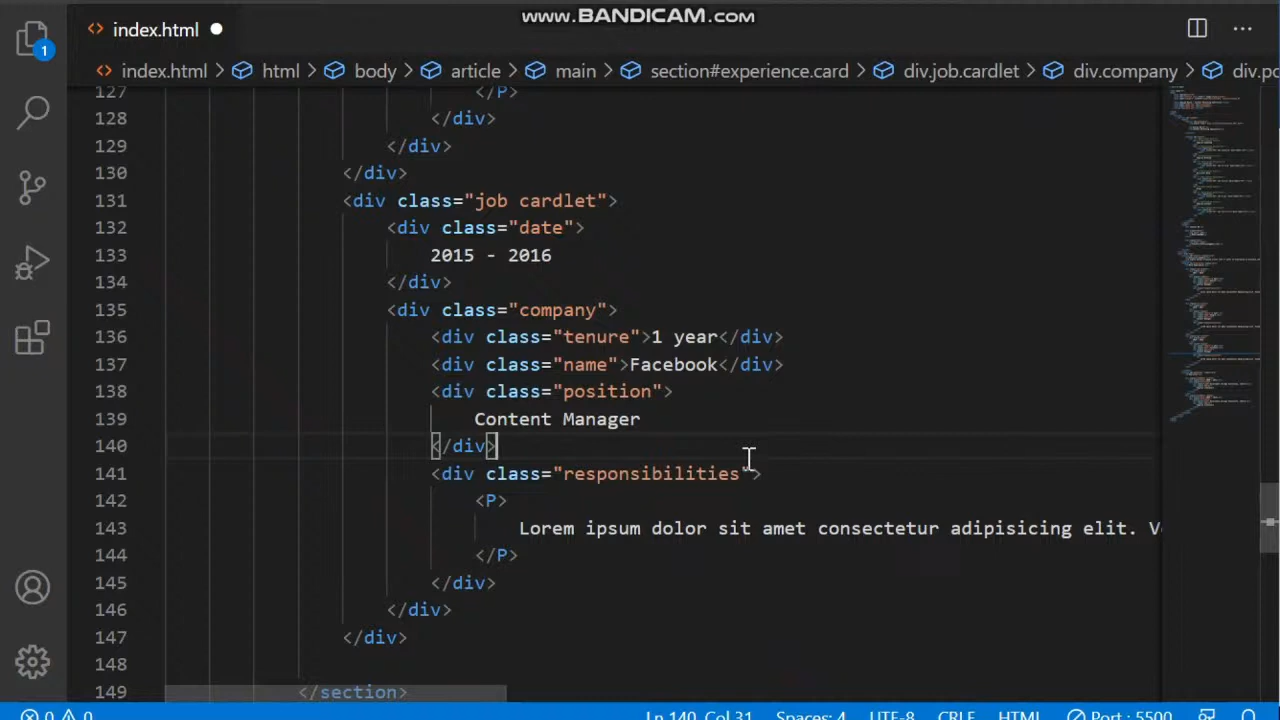 www.BANDICAM.com
index.html
index.html > html > body > article > main > section#experience.card > div.job.cardlet > div.company >
127 </P>
128 </div>
129 </div>
130 </div>
131 <div class="job cardlet">
132 <div class="date">
133 2015 - 2016
134 </div>
135 <div class="company">
136 <div class="tenure">1 year</div>
137 <div class="name">Facebook</div>
138 <div class="position">
139 Content Manager
140 </div>
141 <div class="responsibilities">
142 <P>
143 Lorem ipsum dolor sit amet consectetur adipisicing elit.
144 </P>
145 </div>
146 </div>
147 </div>
148
149 </section>
1
0 0 Ln 140, Col 31 Spaces: 4 UTF-8 CRLF HTML Port : 5500